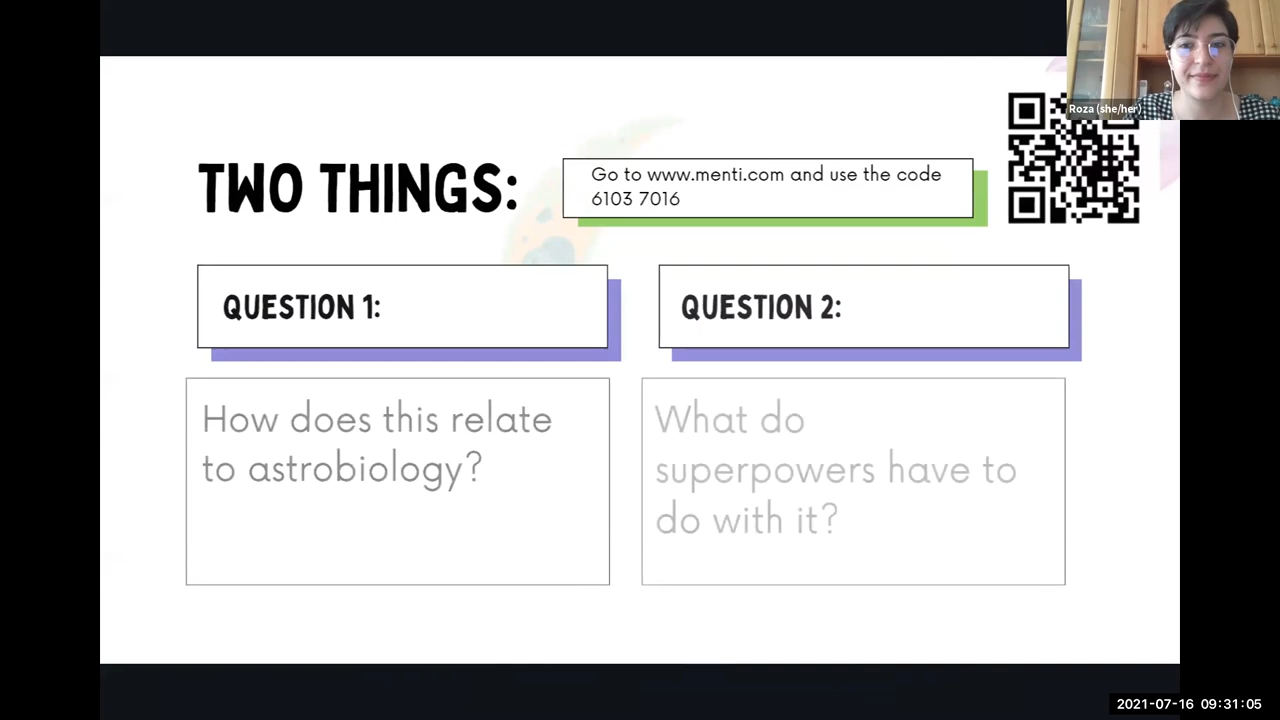 Roza (she/her)
TWO THINGS:
Go to www.menti.com and use the code
6103 7016
QUESTION 1:
QUESTION 2:
How does this relate
to astrobiology?
What do
superpowers have to
do with it?
2021-07-16 09:31:05